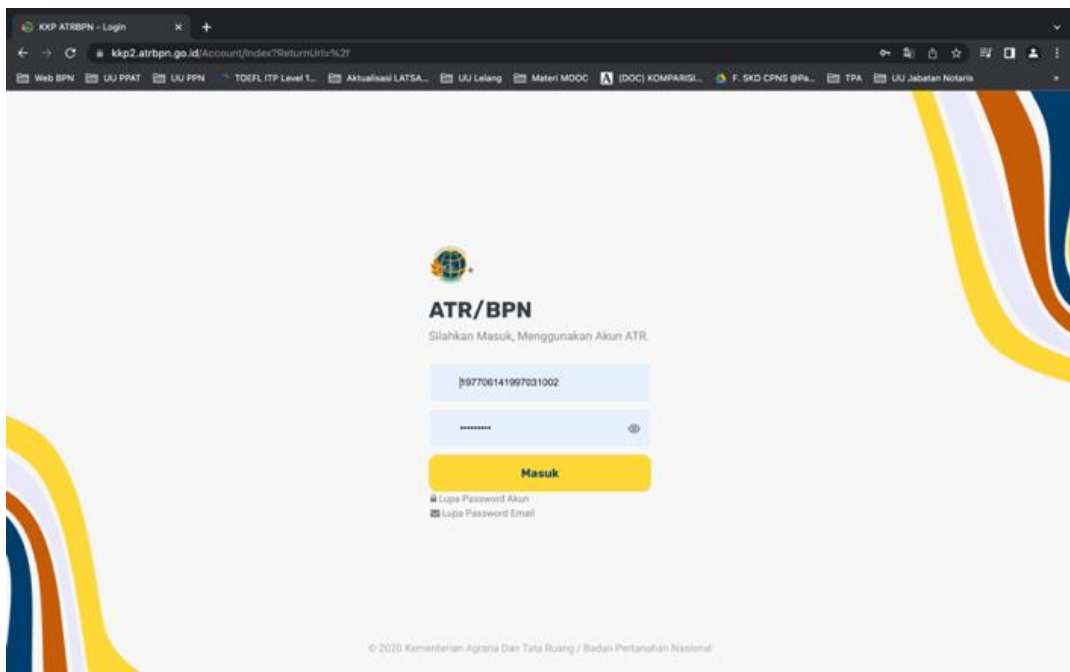 KKP ATRBPN - Login
kkp2.atrbpn.go.id/Account/Index?ReturnUrl=%2f
Web BPN UU PPAT UU PPN TOEFL ITP Level 1... Aktualisasi LATSA... UU Lelang Materi MOOC (DOC) KOMPARISI... F. SKD CPNS @Pa... TPA UU Jabatan Notaris
ATR/BPN
Silahkan Masuk, Menggunakan Akun ATR.
197706141997031002
Masuk
Lupa Password Akun
Lupa Password Email
© 2020 Kementerian Agraria Dan Tata Ruang / Badan Pertanahan Nasional